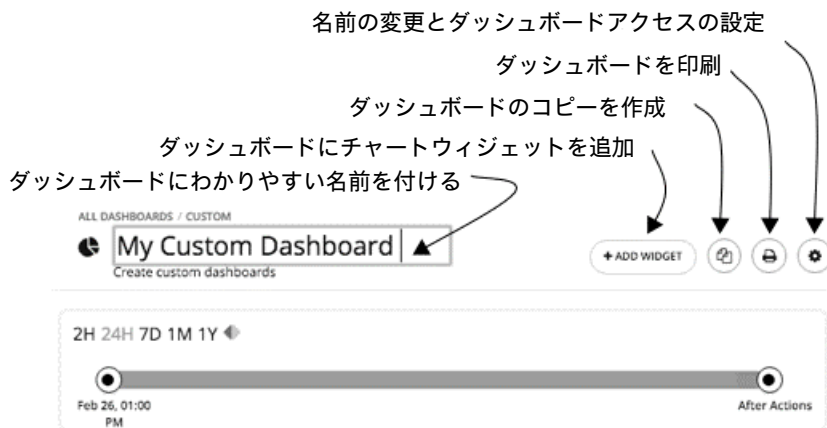 名前の変更とダッシュボードアクセスの設定
ダッシュボードを印刷
ダッシュボードのコピーを作成
ダッシュボードにチャートウィジェットを追加
ダッシュボードにわかりやすい名前を付ける
ALL DASHBOARDS / CUSTOM
My Custom Dashboard
+ ADD WIDGET
Create custom dashboards
2H 24H 7D 1M 1Y
Feb 26, 01:00
PM
After Actions